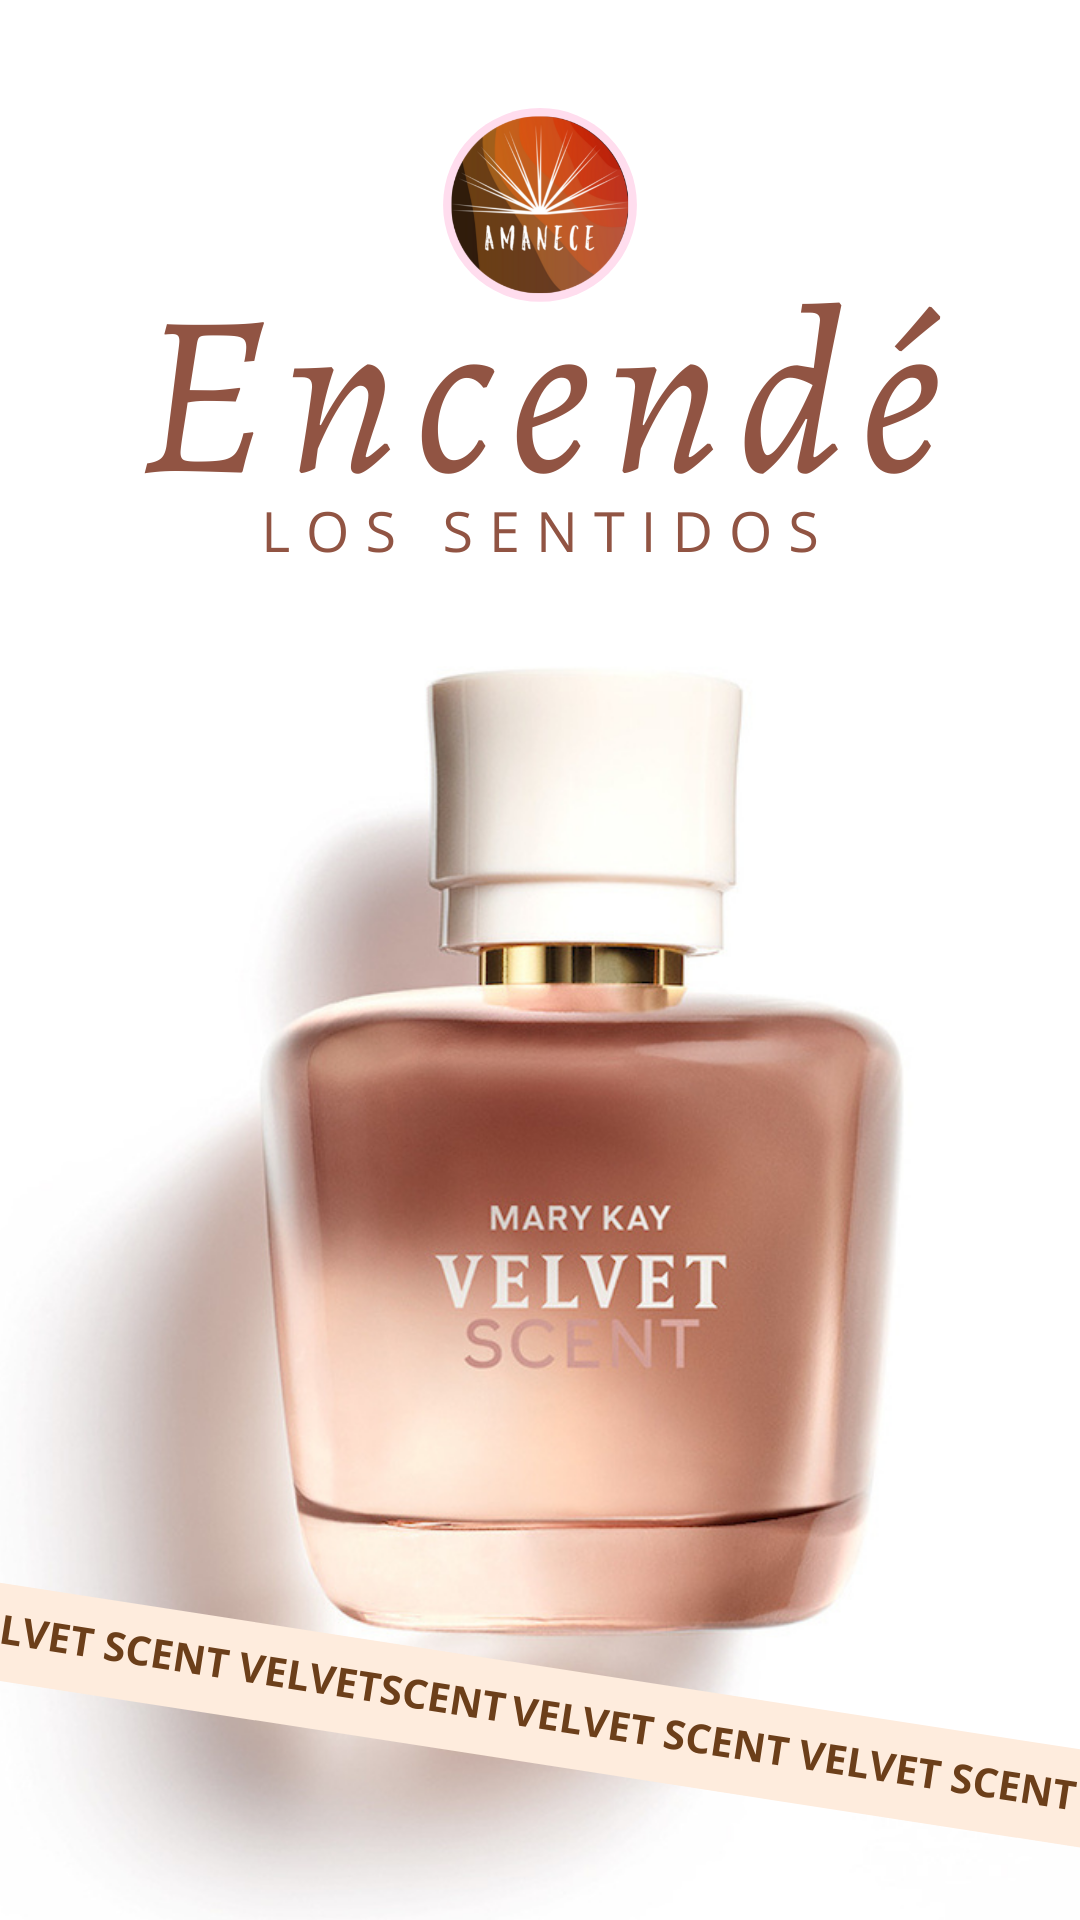 AMANECE
Encendé
LOS SENTIDOS
MARY KAY
VELVET
SCENT
LVET SCENT VELVETSCENT VELVET SCENT VELVET SCENT